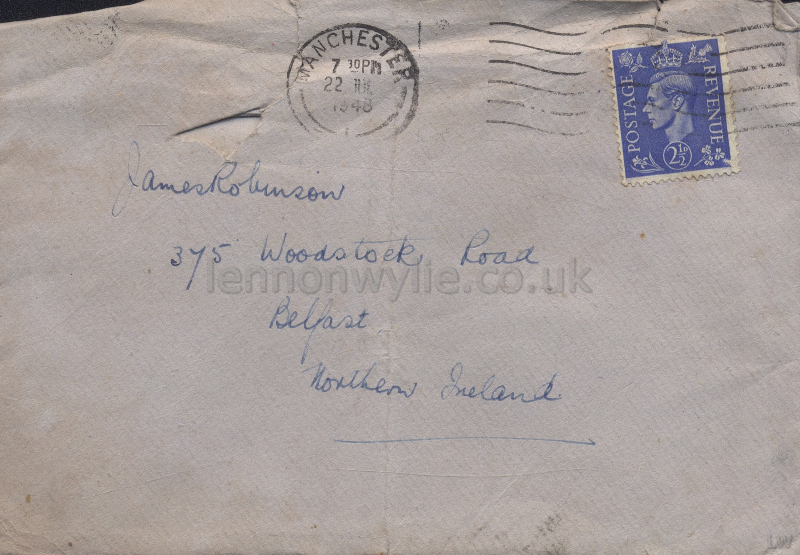 MANCHESTER
7 30PM
22
1948
POSTAGE
REVENUE
2½D
James Robinson
375 Woodstock Road
lennonwylie.co.uk
Belfast
Northern Ireland
LW